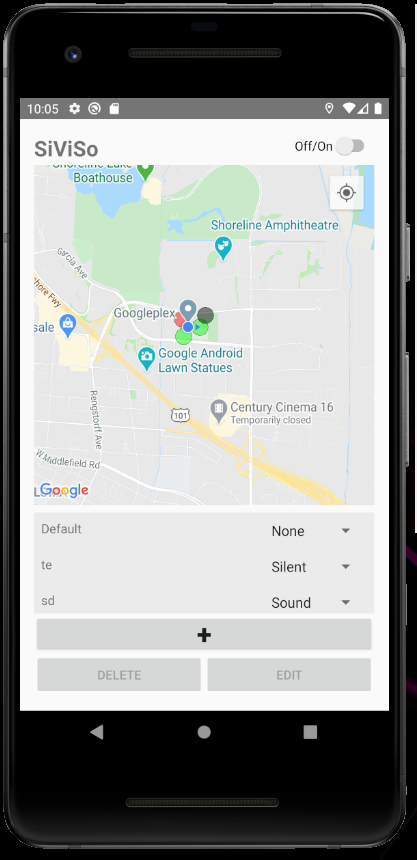 10:05
SiViSo
Off/On
Shoreline Lake
Boathouse
Shoreline Amphitheatre
Garcia Ave
shore Fwy
Googleplex
sale
Google Android
Lawn Statues
Rengstorff Ave
101
Century Cinema 16
Temporarily closed
W Middlefield Rd
Google
Default
None
te
Silent
sd
Sound
+
DELETE
EDIT